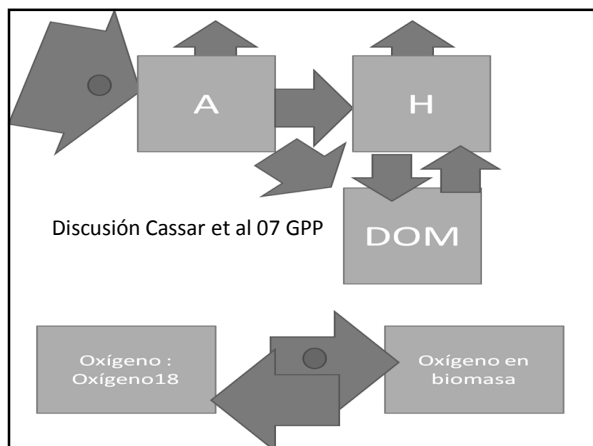 A
H
Discusión Cassar et al 07 GPP
DOM
Oxígeno :
Oxígeno18
Oxígeno en
biomasa